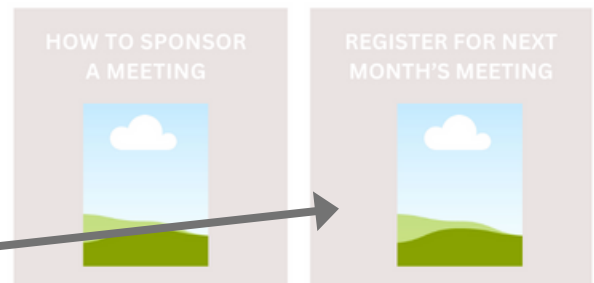 HOW TO SPONSOR
A MEETING
REGISTER FOR NEXT
MONTH'S MEETING